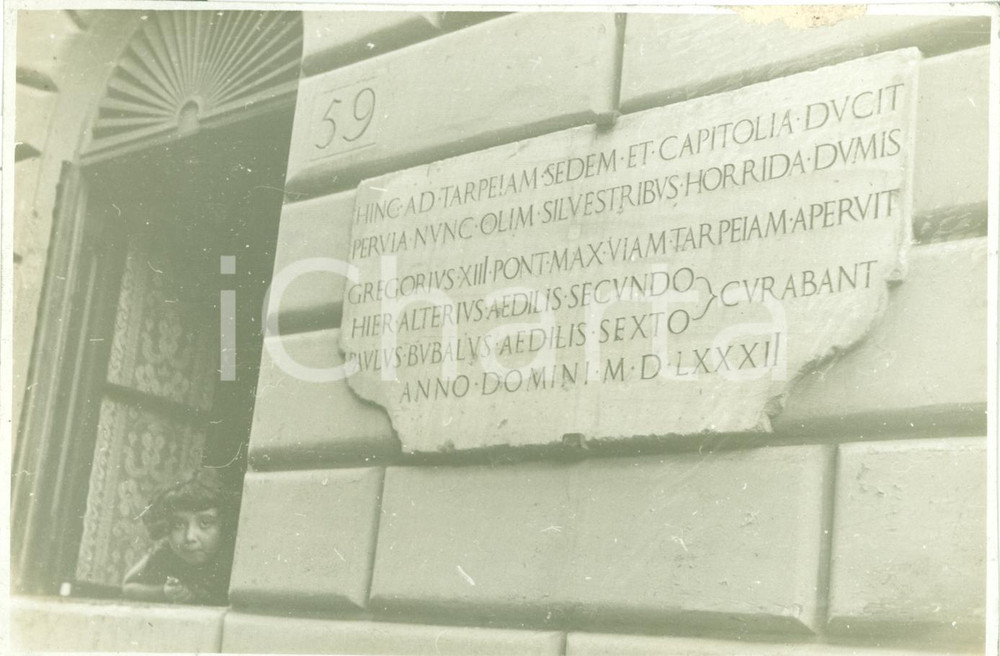 59
HINC·AD·TARPEIAM·SEDEM·ET·CAPITOLIA·DVCIT
PERVIA·NVNC·OLIM·SILVESTRIBVS·HORRIDA·DVMIS
GREGORIVS·XIII·PONT·MAX·VIAM·TARPEIAM·APERVIT
HIER·ALTERIVS·AEDILIS·SECVNDO
PAVLVS·BVBALVS·AEDILIS·SEXTO } CVRABANT
ANNO·DOMINI·M·D·LXXXII
iCharta